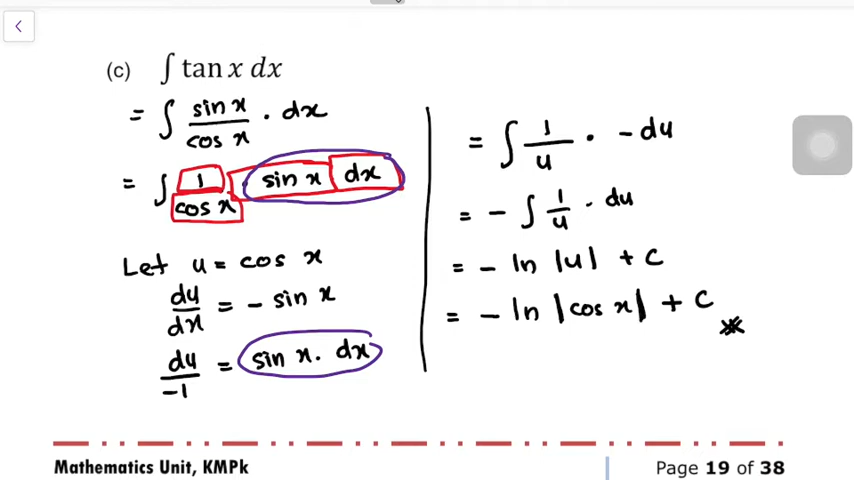 (c) ∫ tan x dx
= ∫ sin x / cos x · dx
= ∫ 1 / cos x sin x dx
Let u = cos x
du/dx = - sin x
du/-1 = sin x · dx
= ∫ 1/u · - du
= - ∫ 1/u · du
= - ln |u| + c
= - ln |cos x| + c
Mathematics Unit, KMPk
Page 19 of 38